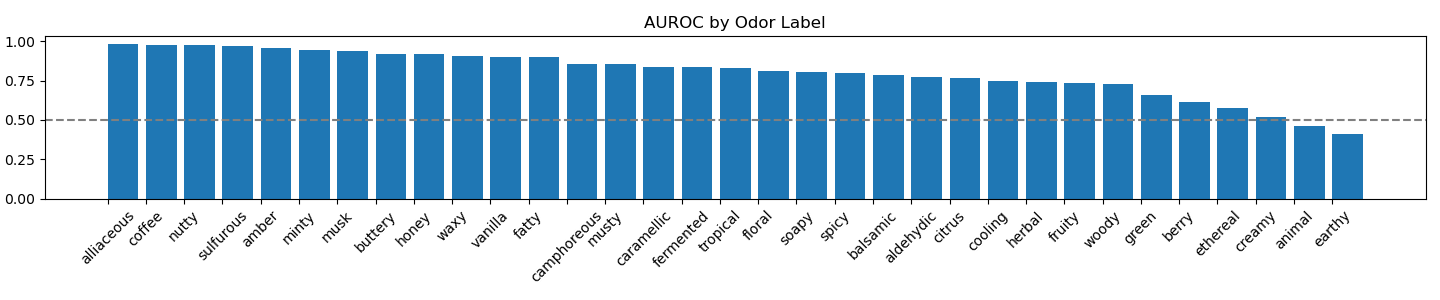 AUROC by Odor Label
1.00
0.75
0.50
0.25
0.00
alliaceous
coffee
nutty
sulfurous
amber
minty
musk
buttery
honey
waxy
vanilla
fatty
camphoreous
musty
caramellic
fermented
tropical
floral
soapy
spicy
balsamic
aldehydic
citrus
cooling
herbal
fruity
woody
green
berry
ethereal
creamy
animal
earthy